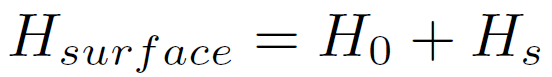 H_{surface} = H_0 + H_s